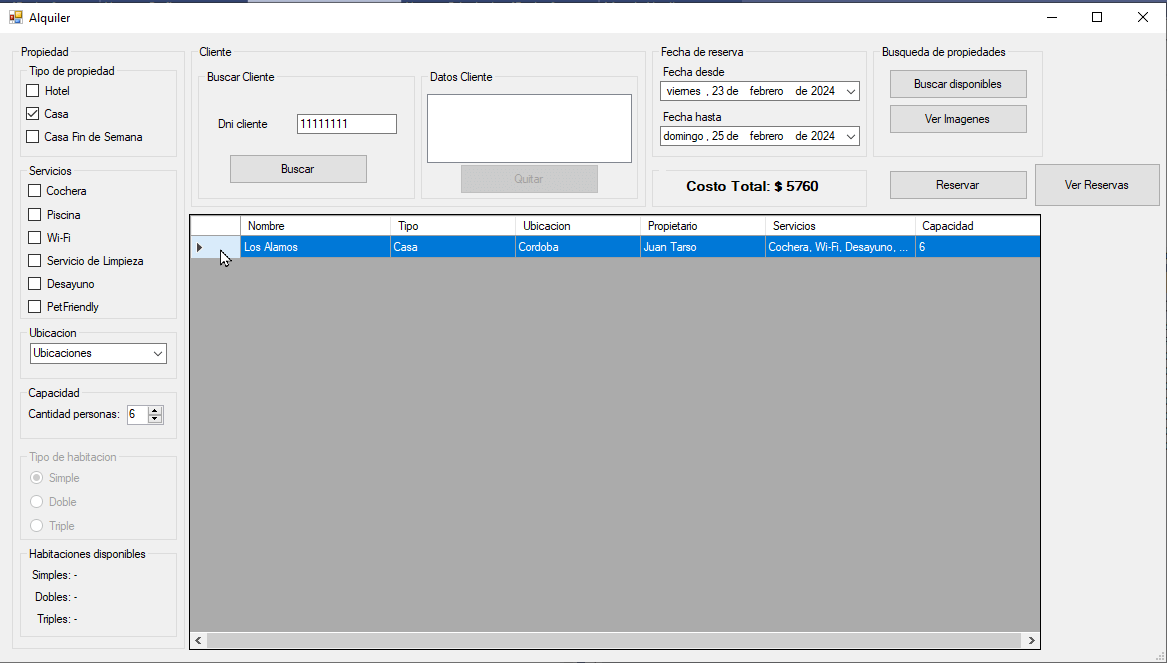 Alquiler
Propiedad
Tipo de propiedad
Hotel
Casa
Casa Fin de Semana
Servicios
Cochera
Piscina
Wi-Fi
Servicio de Limpieza
Desayuno
PetFriendly
Ubicacion
Ubicaciones
Capacidad
Cantidad personas: 6
Tipo de habitacion
Simple
Doble
Triple
Habitaciones disponibles
Simples: -
Dobles: -
Triples: -
Cliente
Buscar Cliente
Dni cliente 11111111
Buscar
Datos Cliente
Quitar
Fecha de reserva
Fecha desde
viernes , 23 de febrero de 2024
Fecha hasta
domingo , 25 de febrero de 2024
Costo Total: $ 5760
Busqueda de propiedades
Buscar disponibles
Ver Imagenes
Reservar
Ver Reservas
Nombre Tipo Ubicacion Propietario Servicios Capacidad
Los Alamos Casa Cordoba Juan Tarso Cochera, Wi-Fi, Desayuno, ... 6